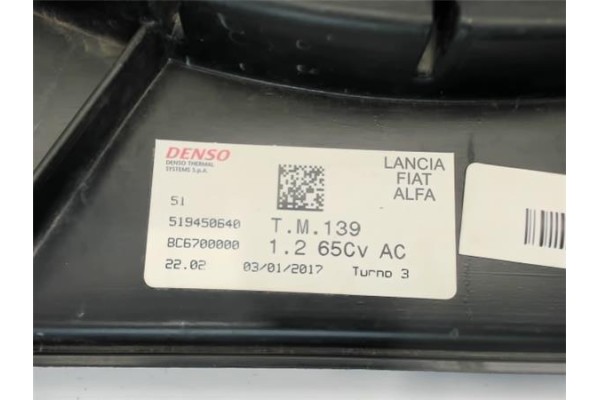 DENSO
DENSO THERMAL
SYSTEMS S.p.A.
LANCIA
FIAT
ALFA
51
519450640
T.M.139
8C6700000
1.2 65Cv AC
22.02 03/01/2017 Turno 3